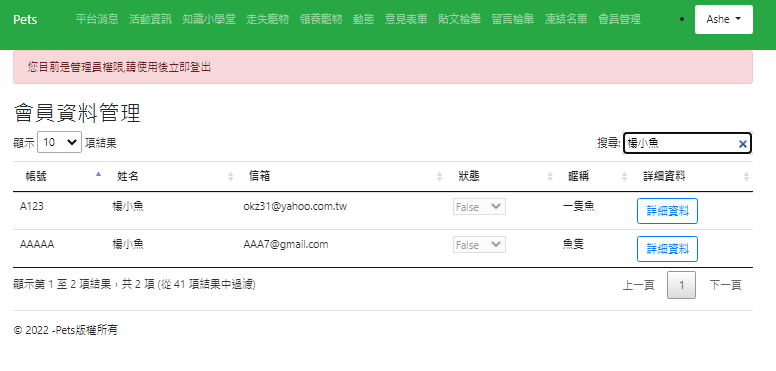 Pets 平台消息 活動資訊 知識小學堂 走失寵物 領養寵物 動態 意見表單 貼文檢舉 留言檢舉 凍結名單 會員管理 Ashe
您目前是管理員權限,請使用後立即登出
會員資料管理
顯示 10 項結果 搜尋: 楊小魚
帳號 姓名 信箱 狀態 暱稱 詳細資料
A123 楊小魚 okz31@yahoo.com.tw False 一隻魚 詳細資料
AAAAA 楊小魚 AAA7@gmail.com False 魚隻 詳細資料
顯示第 1 至 2 項結果，共 2 項 (從 41 項結果中過濾) 上一頁 1 下一頁
© 2022 -Pets版權所有